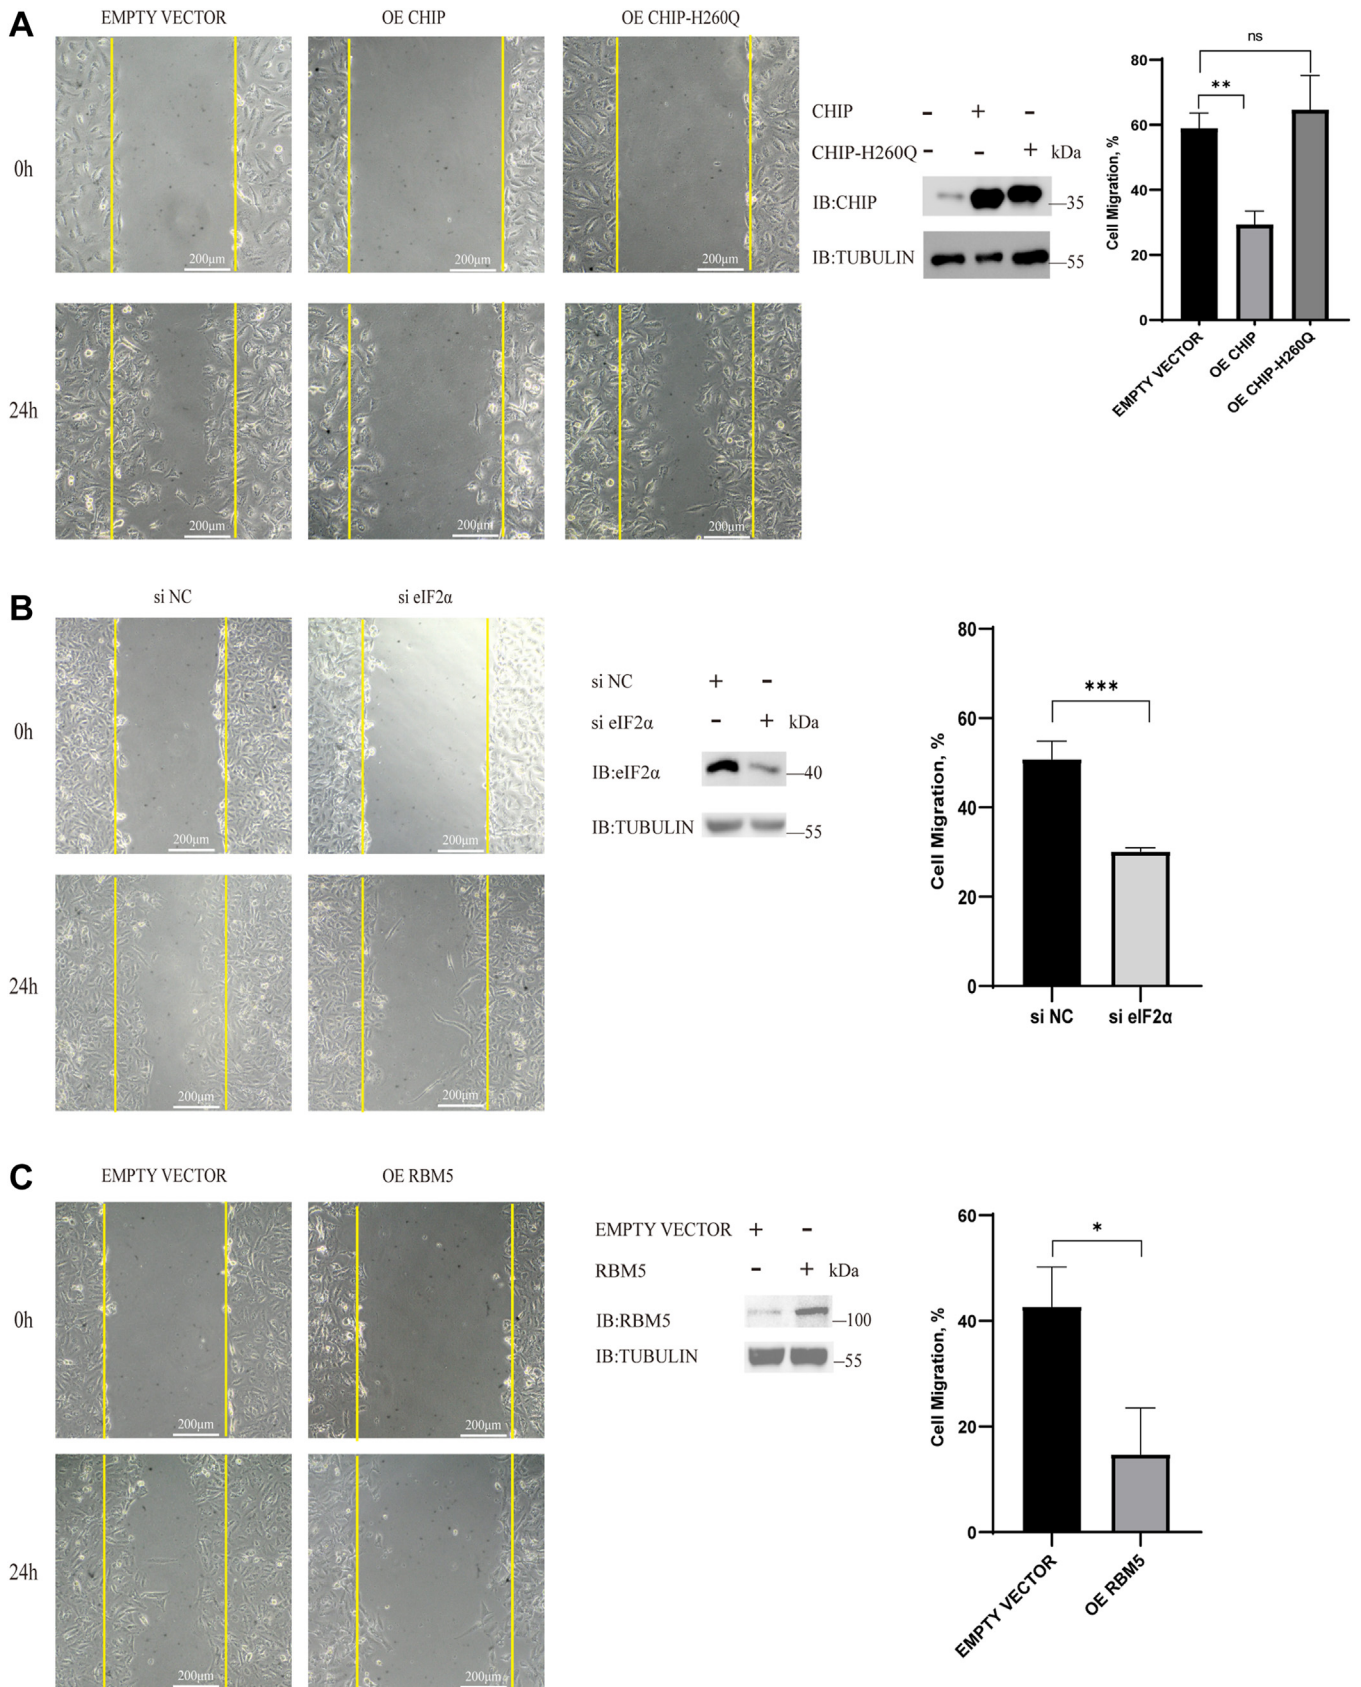 A
EMPTY VECTOR
OE CHIP
OE CHIP-H260Q
0h
200μm
200μm
200μm
24h
200μm
200μm
200μm
CHIP - + -
CHIP-H260Q - - + kDa
IB:CHIP —35
IB:TUBULIN —55
Cell Migration, %
80
60
40
20
0
ns
**
EMPTY VECTOR
OE CHIP
OE CHIP-H260Q
B
si NC
si eIF2α
0h
200μm
200μm
24h
200μm
200μm
si NC + -
si eIF2α - + kDa
IB:eIF2α —40
IB:TUBULIN —55
Cell Migration, %
80
60
40
20
0
***
si NC
si eIF2α
C
EMPTY VECTOR
OE RBM5
0h
200μm
200μm
24h
200μm
200μm
EMPTY VECTOR + -
RBM5 - + kDa
IB:RBM5 —100
IB:TUBULIN —55
Cell Migration, %
60
40
20
0
*
EMPTY VECTOR
OE RBM5